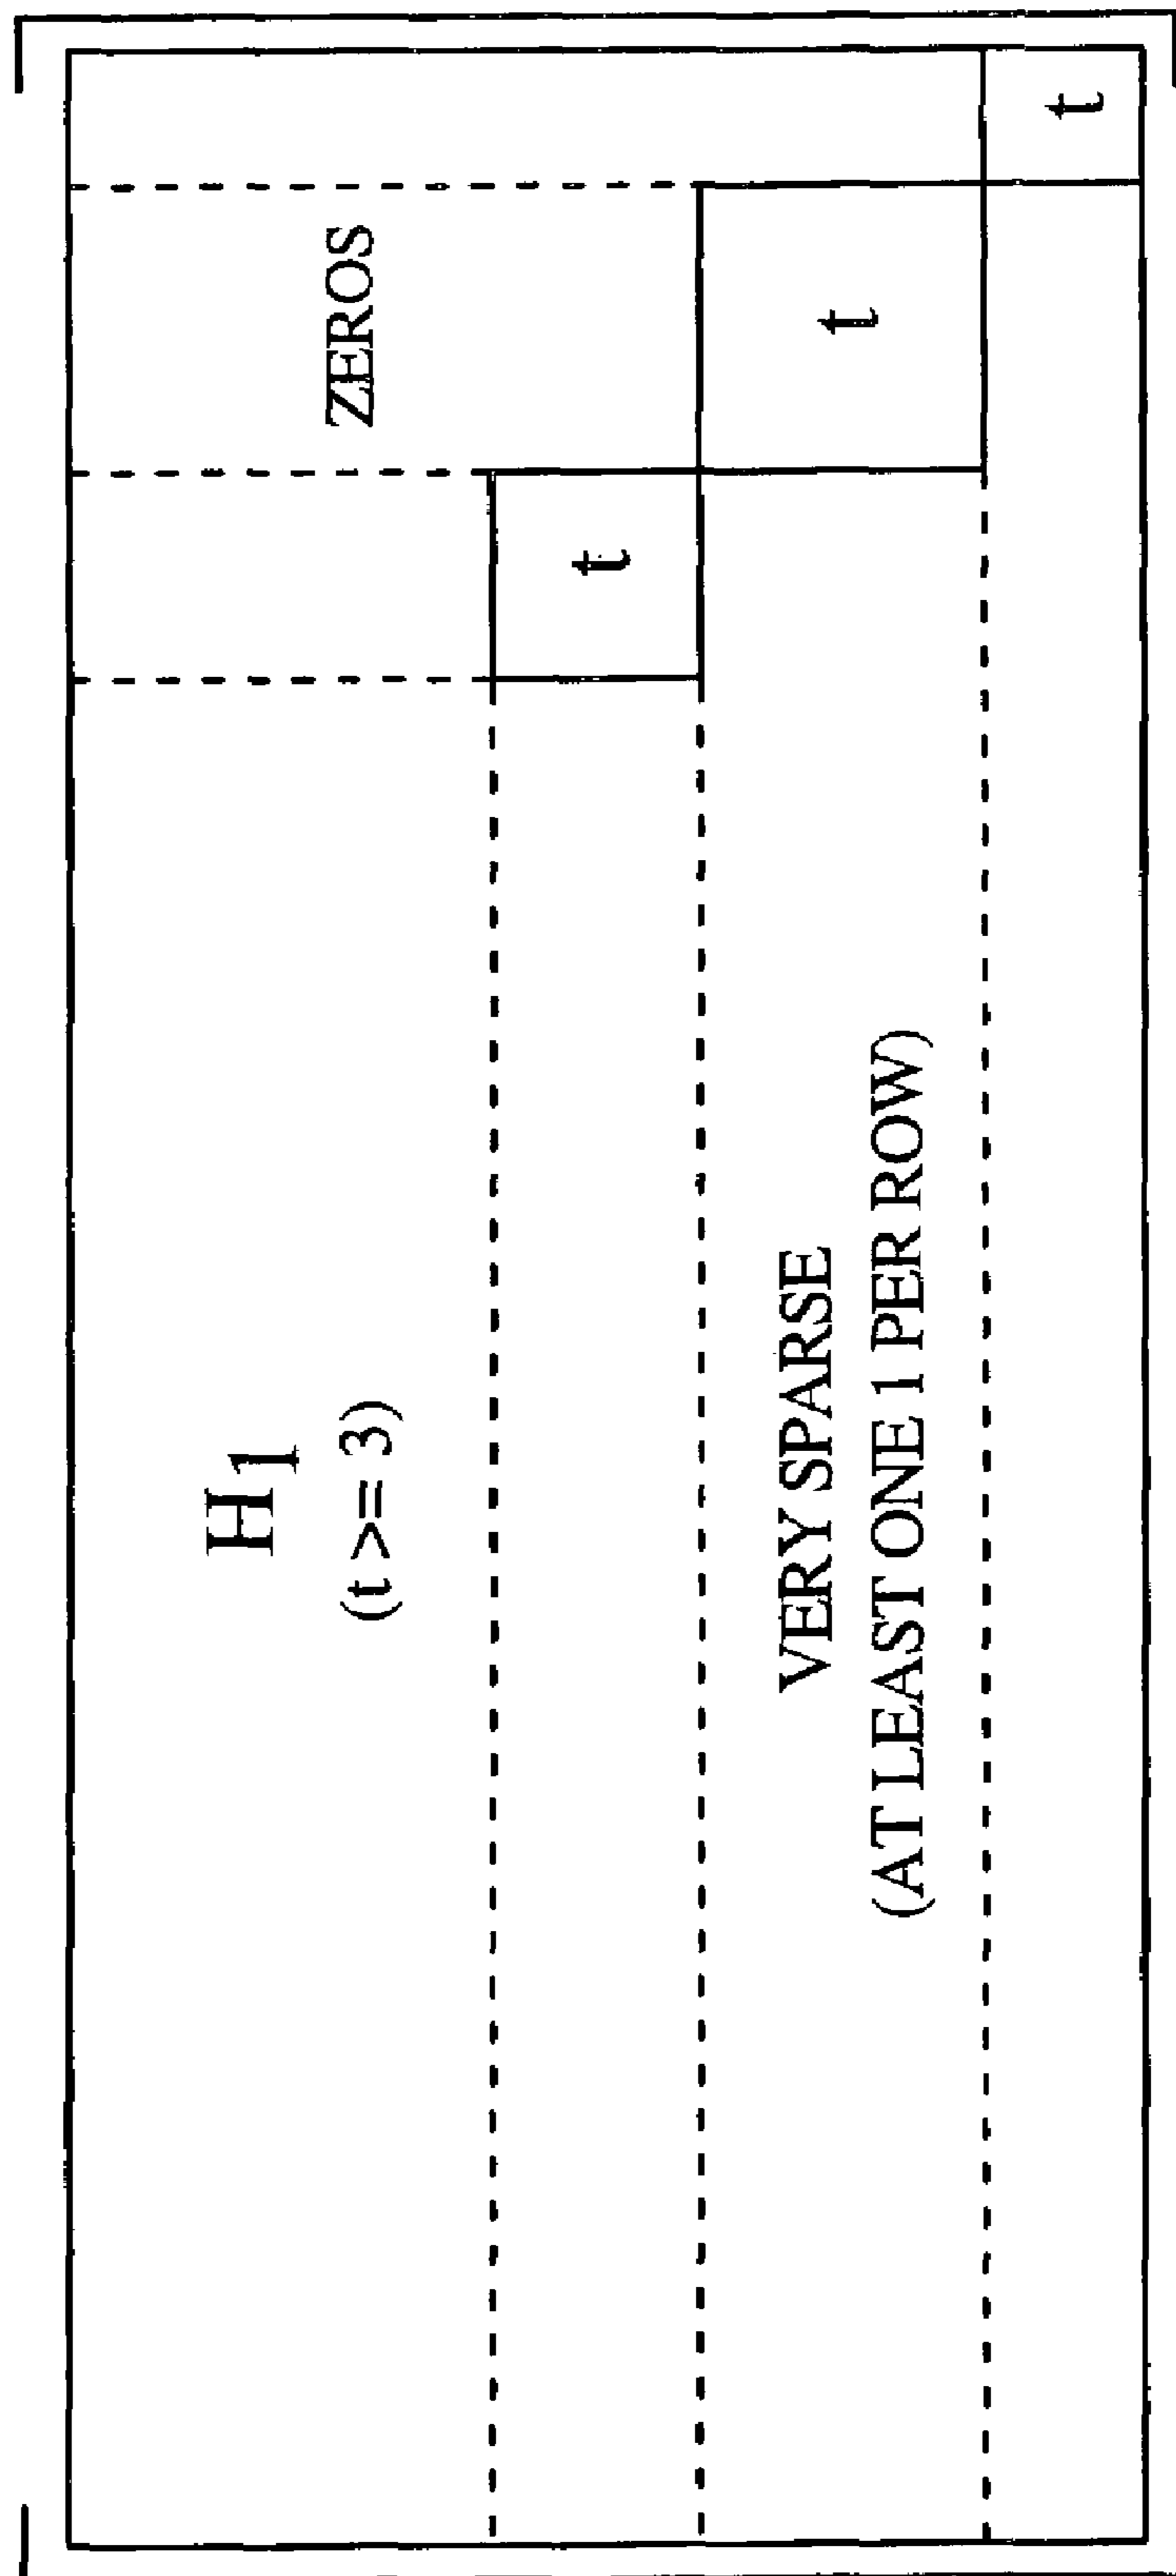 H1
(t >= 3)
ZEROS
t
t
t
VERY SPARSE
(AT LEAST ONE 1 PER ROW)